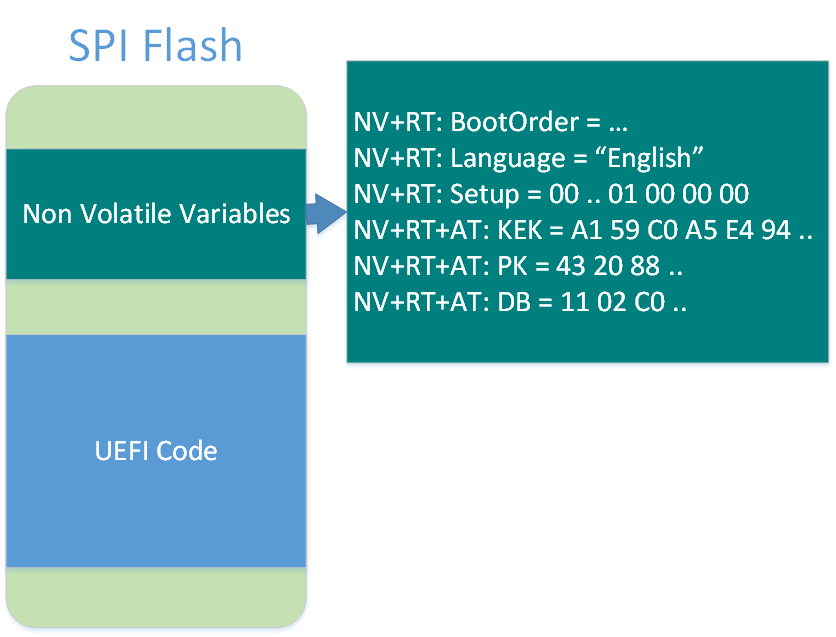 SPI Flash
Non Volatile Variables
UEFI Code
NV+RT: BootOrder = ...
NV+RT: Language = “English”
NV+RT: Setup = 00 .. 01 00 00 00
NV+RT+AT: KEK = A1 59 C0 A5 E4 94 ..
NV+RT+AT: PK = 43 20 88 ..
NV+RT+AT: DB = 11 02 C0 ..